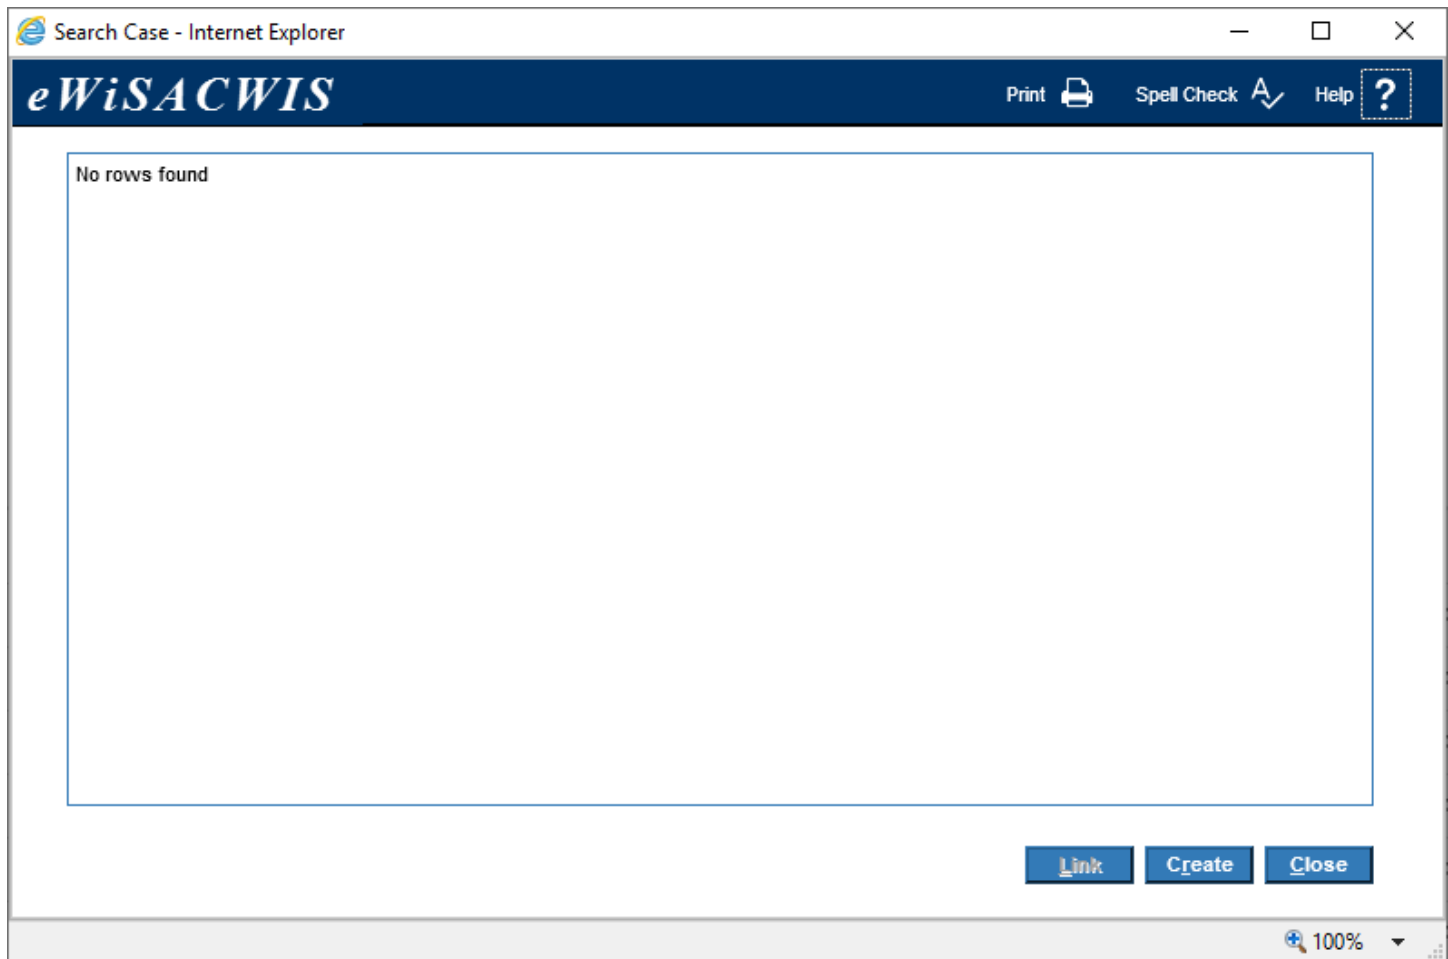 Search Case - Internet Explorer
eWiSACWIS
Print Spell Check Help ?
No rows found
Link Create Close
100%